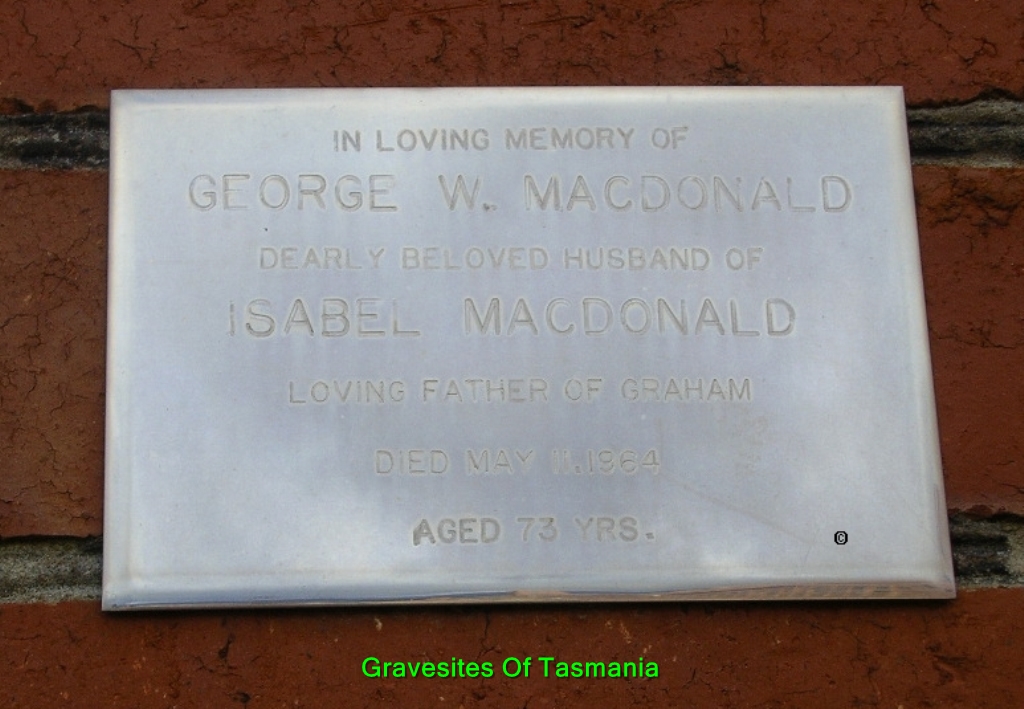 IN LOVING MEMORY OF
GEORGE W. MACDONALD
DEARLY BELOVED HUSBAND OF
ISABEL MACDONALD
LOVING FATHER OF GRAHAM
DIED MAY 11.1964
AGED 73 YRS.
©
Gravesites Of Tasmania